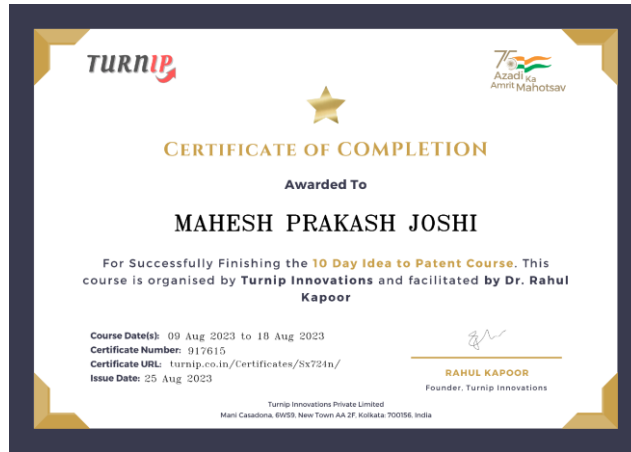 TURNIP
75
Azadi Ka
Amrit Mahotsav
CERTIFICATE OF COMPLETION
Awarded To
MAHESH PRAKASH JOSHI
For Successfully Finishing the 10 Day Idea to Patent Course. This
course is organised by Turnip Innovations and facilitated by Dr. Rahul
Kapoor
Course Date(s): 09 Aug 2023 to 18 Aug 2023
Certificate Number: 917615
Certificate URL: turnip.co.in/Certificates/Sx724n/
Issue Date: 25 Aug 2023
RAHUL KAPOOR
Founder, Turnip Innovations
Turnip Innovations Private Limited
Mani Casadona, 6WS9, New Town AA 2F, Kolkata: 700156, India